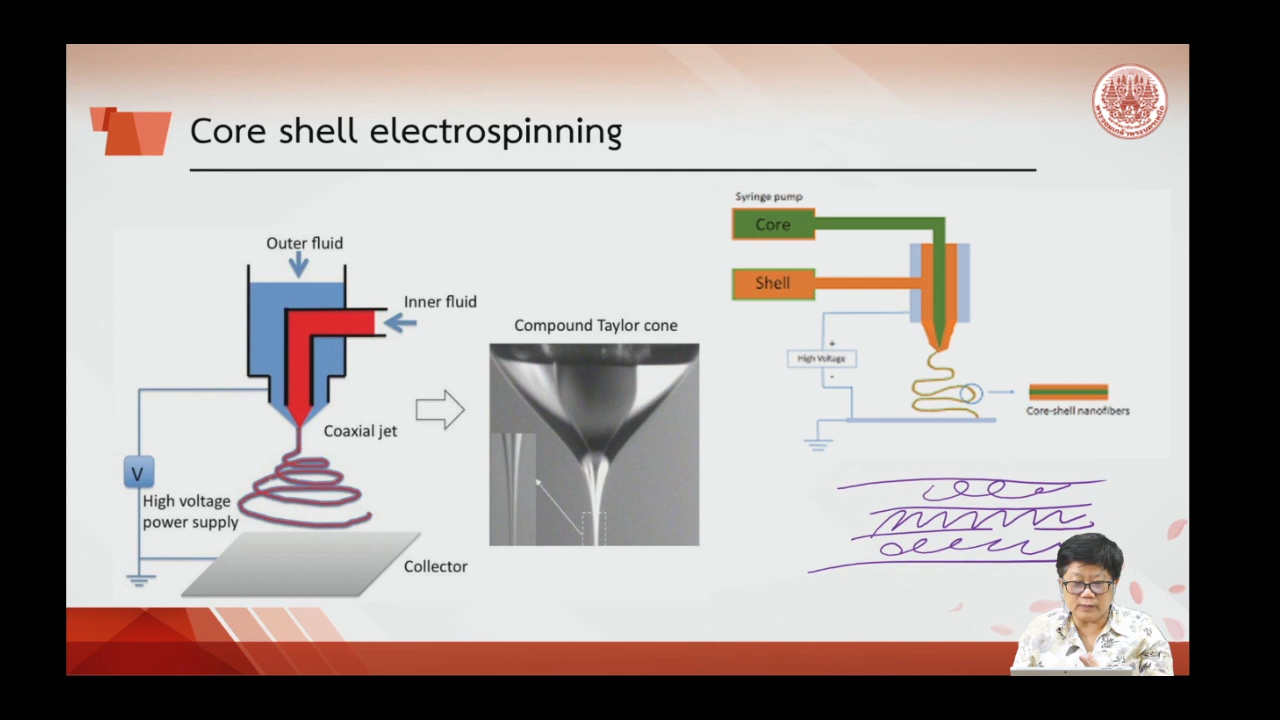 Core shell electrospinning
Outer fluid
Inner fluid
Coaxial jet
V
High voltage
power supply
Collector
Compound Taylor cone
Syringe pump
Core
Shell
+
High Voltage
-
Core-shell nanofibers